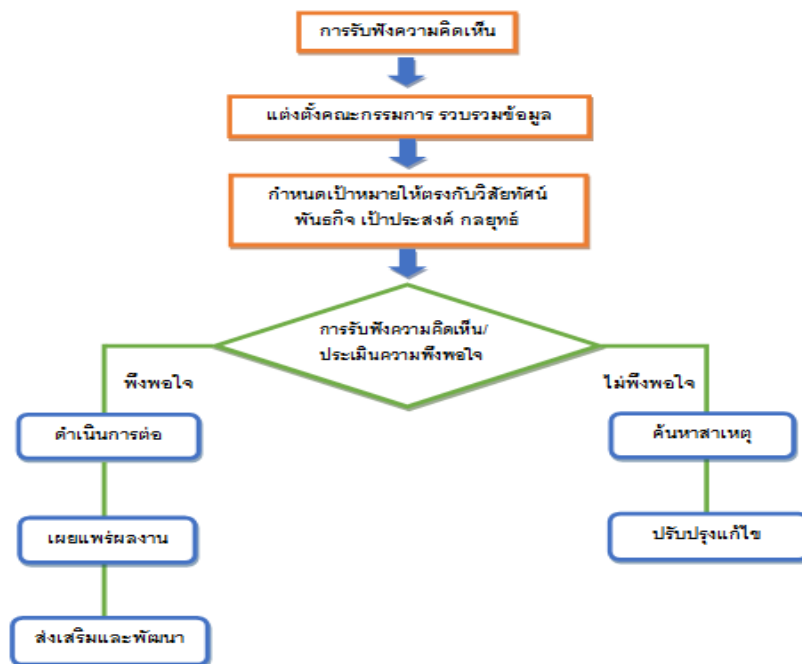 การรับฟังความคิดเห็น
แต่งตั้งคณะกรรมการ รวบรวมข้อมูล
กำหนดเป้าหมายให้ตรงกับวิสัยทัศน์
พันธกิจ เป้าประสงค์ กลยุทธ์
การรับฟังความคิดเห็น/
ประเมินความพึงพอใจ
พึงพอใจ
ไม่พึงพอใจ
ดำเนินการต่อ
ค้นหาสาเหตุ
เผยแพร่ผลงาน
ปรับปรุงแก้ไข
ส่งเสริมและพัฒนา